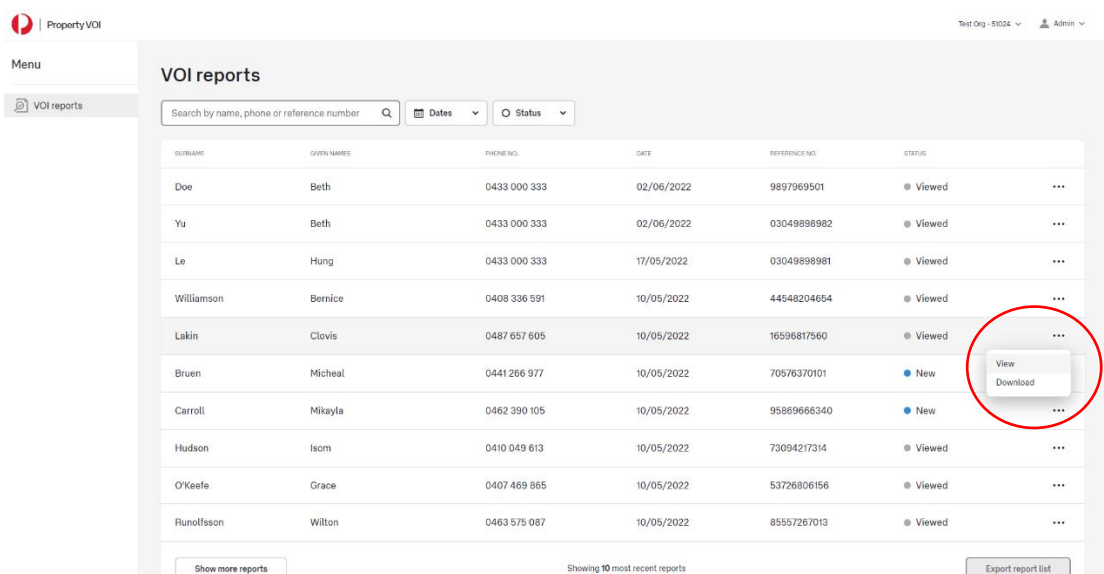 Property VOI
Test Org - 51024
Admin
Menu
VOI reports
VOI reports
Search by name, phone or reference number
Dates
Status
SURNAME GIVEN NAMES PHONE NO. DATE REFERENCE NO. STATUS
Doe Beth 0433 000 333 02/06/2022 9897969501 Viewed ...
Yu Beth 0433 000 333 02/06/2022 03049898982 Viewed ...
Le Hung 0433 000 333 17/05/2022 03049898981 Viewed ...
Williamson Bernice 0408 336 591 10/05/2022 44548204654 Viewed ...
Lakin Clovis 0487 657 605 10/05/2022 16596817560 Viewed ...
Bruen Micheal 0441 266 977 10/05/2022 70576370101 New
View
Download
Carroll Mikayla 0462 390 105 10/05/2022 95869666340 New ...
Hudson Isom 0410 049 613 10/05/2022 73094217314 Viewed ...
O'Keefe Grace 0407 469 865 10/05/2022 53726806156 Viewed ...
Runolfsson Wilton 0463 575 087 10/05/2022 85557267013 Viewed ...
Show more reports
Showing 10 most recent reports
Export report list